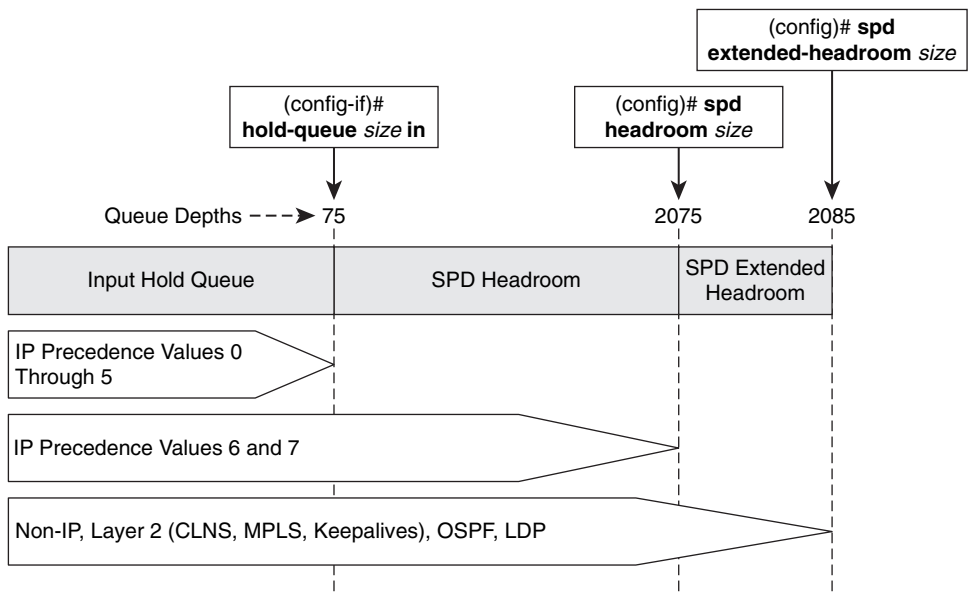 (config)# spd
extended-headroom size
(config-if)#
hold-queue size in
(config)# spd
headroom size
Queue Depths
75
2075
2085
Input Hold Queue
SPD Headroom
SPD Extended
Headroom
IP Precedence Values 0
Through 5
IP Precedence Values 6 and 7
Non-IP, Layer 2 (CLNS, MPLS, Keepalives), OSPF, LDP